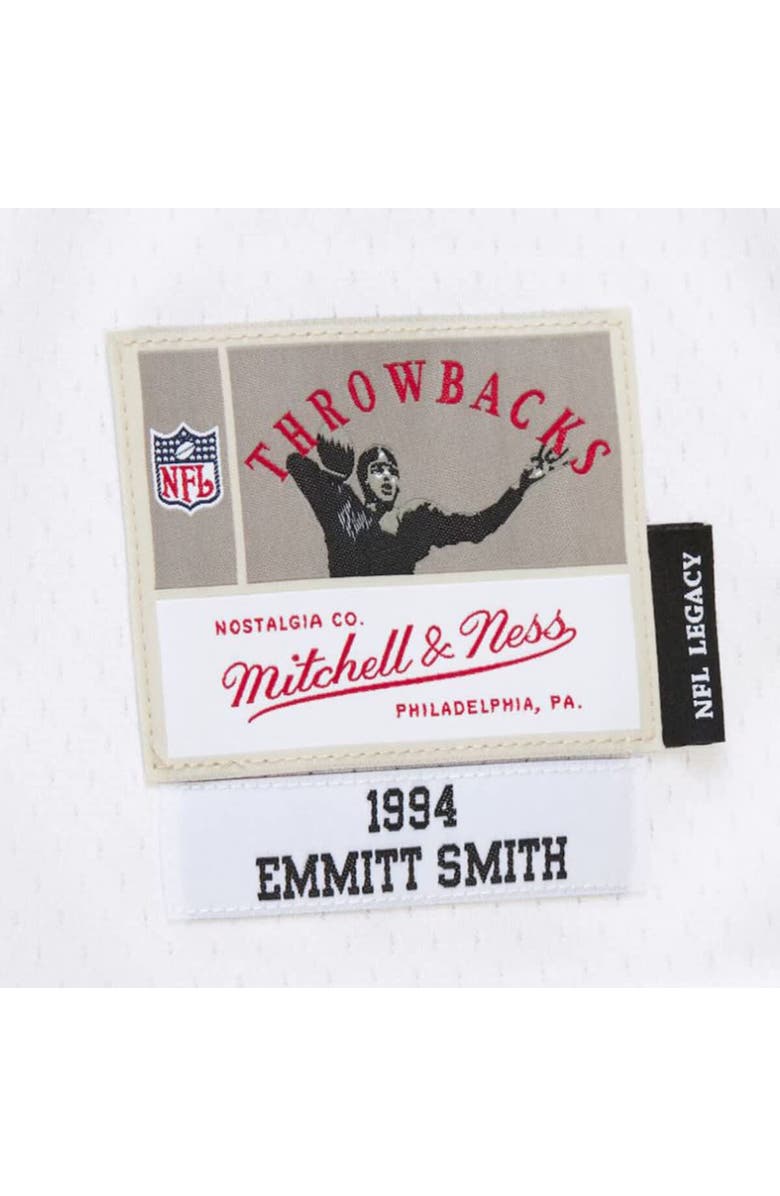 THROWBACKS
NFL
NOSTALGIA CO.
Mitchell & Ness
PHILADELPHIA, PA.
NFL LEGACY
1994
EMMITT SMITH